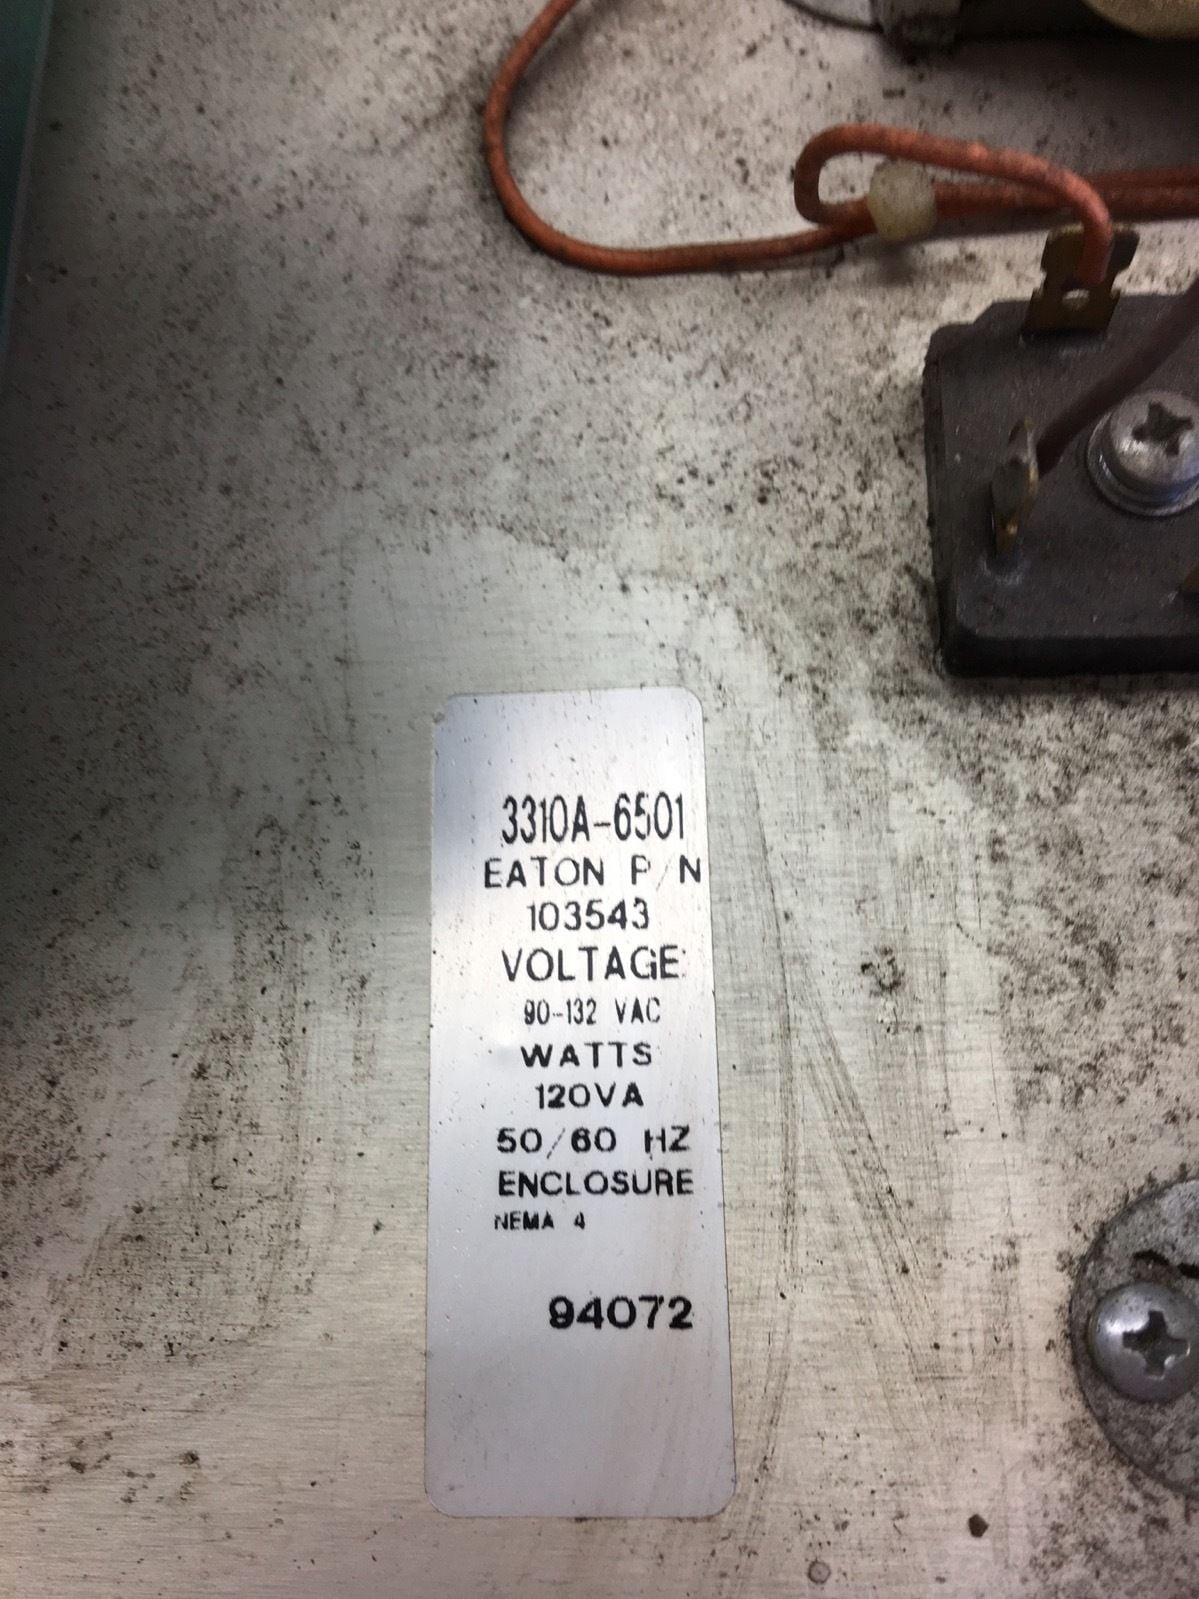 3310A-6501
EATON P/N
103543
VOLTAGE
90-132 VAC
WATTS
120VA
50/60 HZ
ENCLOSURE
NEMA 4
94072